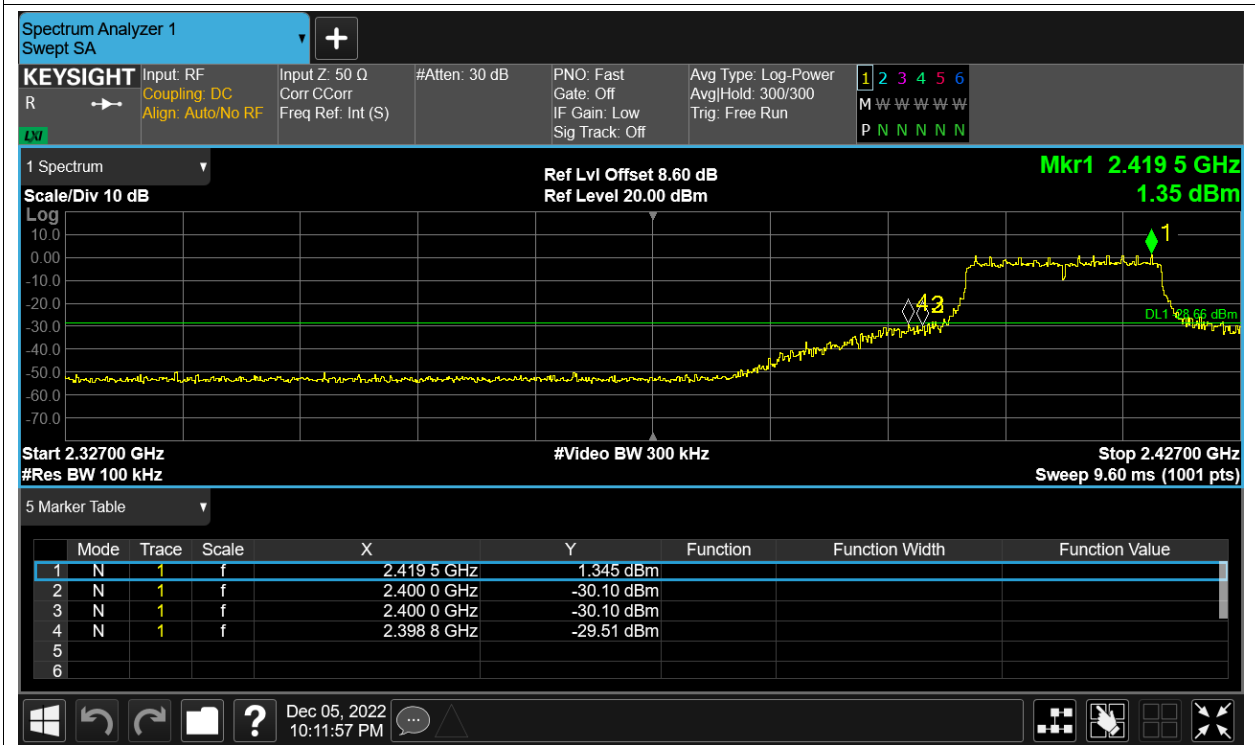 Spectrum Analyzer 1
Swept SA
+
KEYSIGHT
R
LXI
Input: RF
Coupling: DC
Align: Auto/No RF
Input Z: 50 Ω
Corr CCorr
Freq Ref: Int (S)
#Atten: 30 dB
PNO: Fast
Gate: Off
IF Gain: Low
Sig Track: Off
Avg Type: Log-Power
Avg|Hold: 300/300
Trig: Free Run
1 2 3 4 5 6
M W W W W W
P N N N N N
1 Spectrum
Scale/Div 10 dB
Ref Lvl Offset 8.60 dB
Ref Level 20.00 dBm
Mkr1 2.419 5 GHz
1.35 dBm
Log
10.0
0.00
-10.0
-20.0
-30.0
-40.0
-50.0
-60.0
-70.0
1
DL1 -28.66 dBm
Start 2.32700 GHz
#Res BW 100 kHz
#Video BW 300 kHz
Stop 2.42700 GHz
Sweep 9.60 ms (1001 pts)
5 Marker Table
Mode Trace Scale X Y Function Function Width Function Value
1 N 1 f 2.419 5 GHz 1.345 dBm
2 N 1 f 2.400 0 GHz -30.10 dBm
3 N 1 f 2.400 0 GHz -30.10 dBm
4 N 1 f 2.398 8 GHz -29.51 dBm
5
6
?
Dec 05, 2022
10:11:57 PM